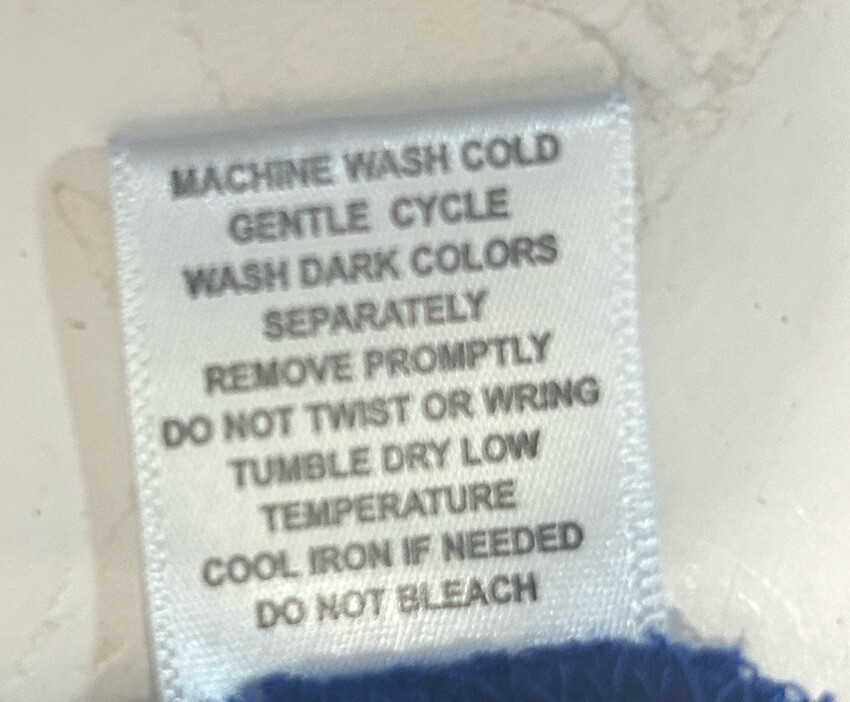 MACHINE WASH COLD
GENTLE CYCLE
WASH DARK COLORS
SEPARATELY
REMOVE PROMPTLY
DO NOT TWIST OR WRING
TUMBLE DRY LOW
TEMPERATURE
COOL IRON IF NEEDED
DO NOT BLEACH